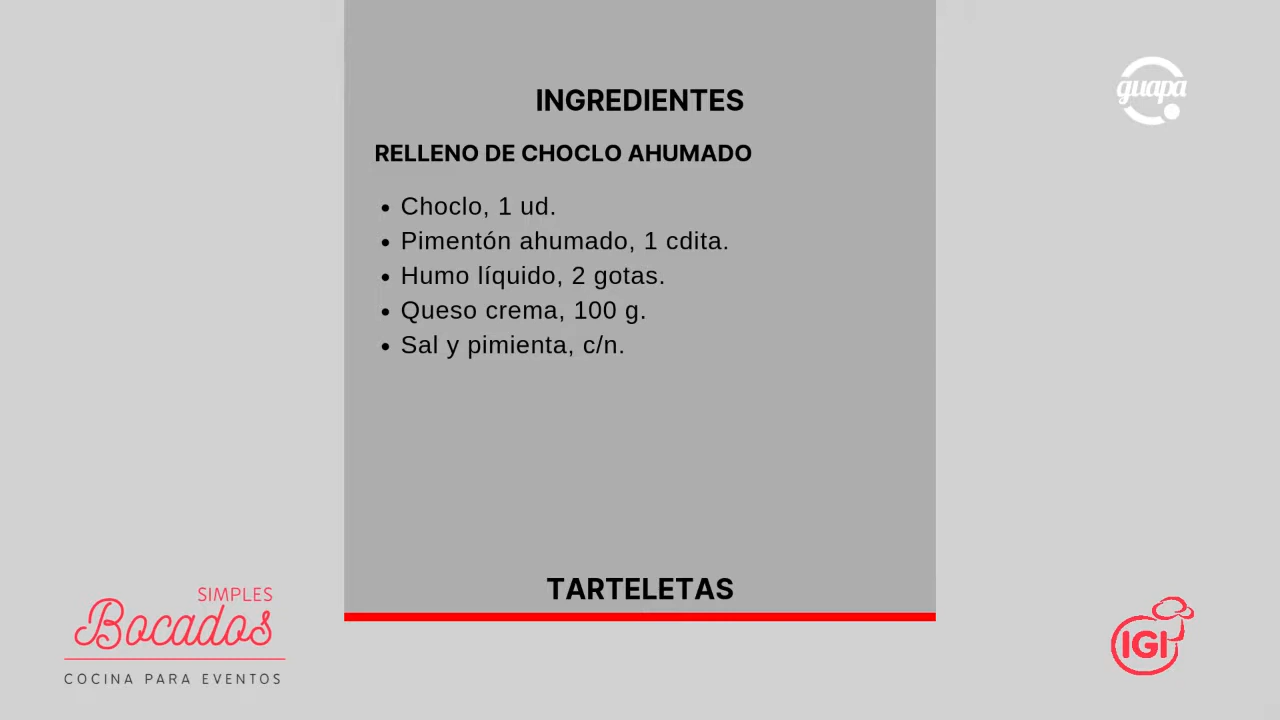 guapa
INGREDIENTES
RELLENO DE CHOCLO AHUMADO
• Choclo, 1 ud.
• Pimentón ahumado, 1 cdita.
• Humo líquido, 2 gotas.
• Queso crema, 100 g.
• Sal y pimienta, c/n.
TARTELETAS
SIMPLES
Bocados
COCINA PARA EVENTOS
IGI